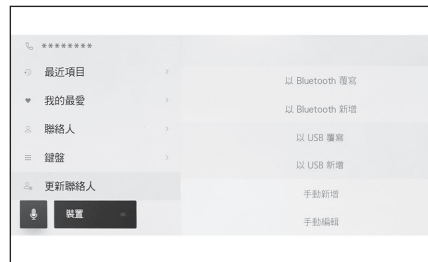 ********
最近項目
我的最愛
聯絡人
鍵盤
更新聯絡人
裝置
以 Bluetooth 覆寫
以 Bluetooth 新增
以 USB 覆寫
以 USB 新增
手動新增
手動編輯